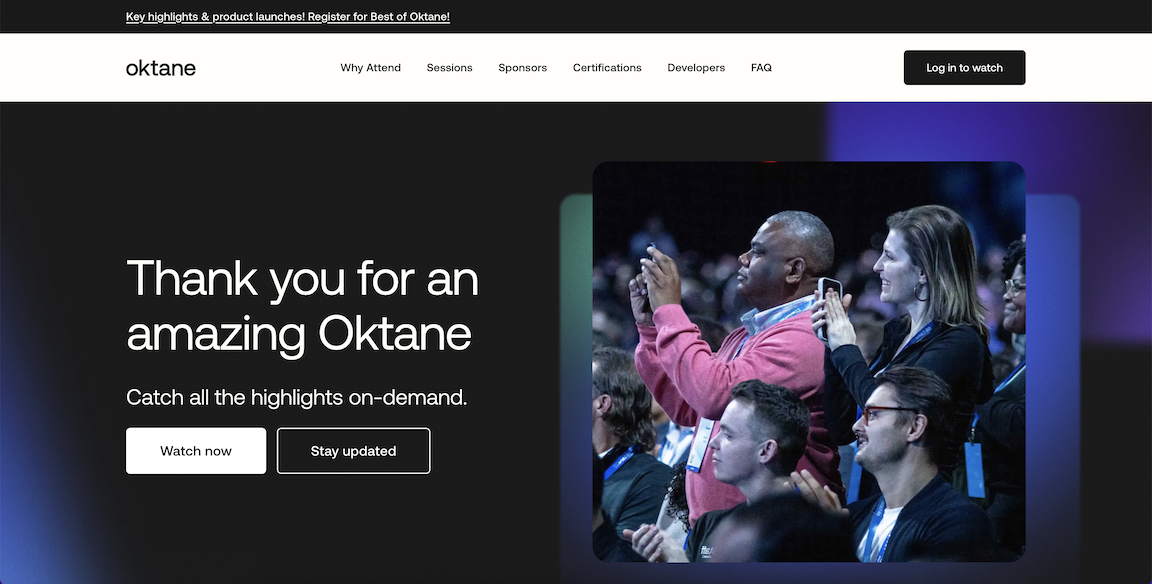 Key highlights & product launches! Register for Best of Oktane!
oktane
Why Attend
Sessions
Sponsors
Certifications
Developers
FAQ
Log in to watch
Thank you for an
amazing Oktane
Catch all the highlights on-demand.
Watch now
Stay updated